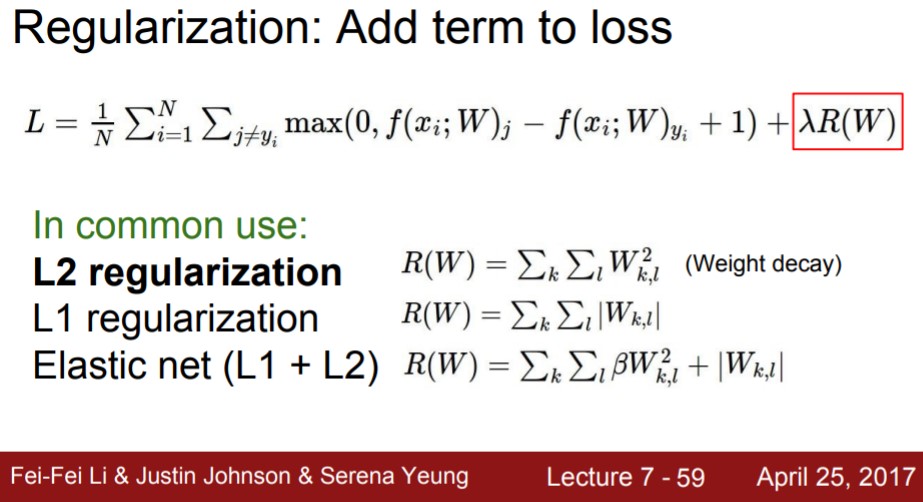 Regularization: Add term to loss
L = \frac{1}{N} \sum_{i=1}^{N} \sum_{j \neq y_i} \max(0, f(x_i; W)_j - f(x_i; W)_{y_i} + 1) + \lambda R(W)
In common use:
L2 regularization R(W) = \sum_k \sum_l W_{k,l}^2 (Weight decay)
L1 regularization R(W) = \sum_k \sum_l |W_{k,l}|
Elastic net (L1 + L2) R(W) = \sum_k \sum_l \beta W_{k,l}^2 + |W_{k,l}|
Fei-Fei Li & Justin Johnson & Serena Yeung Lecture 7 - 59 April 25, 2017